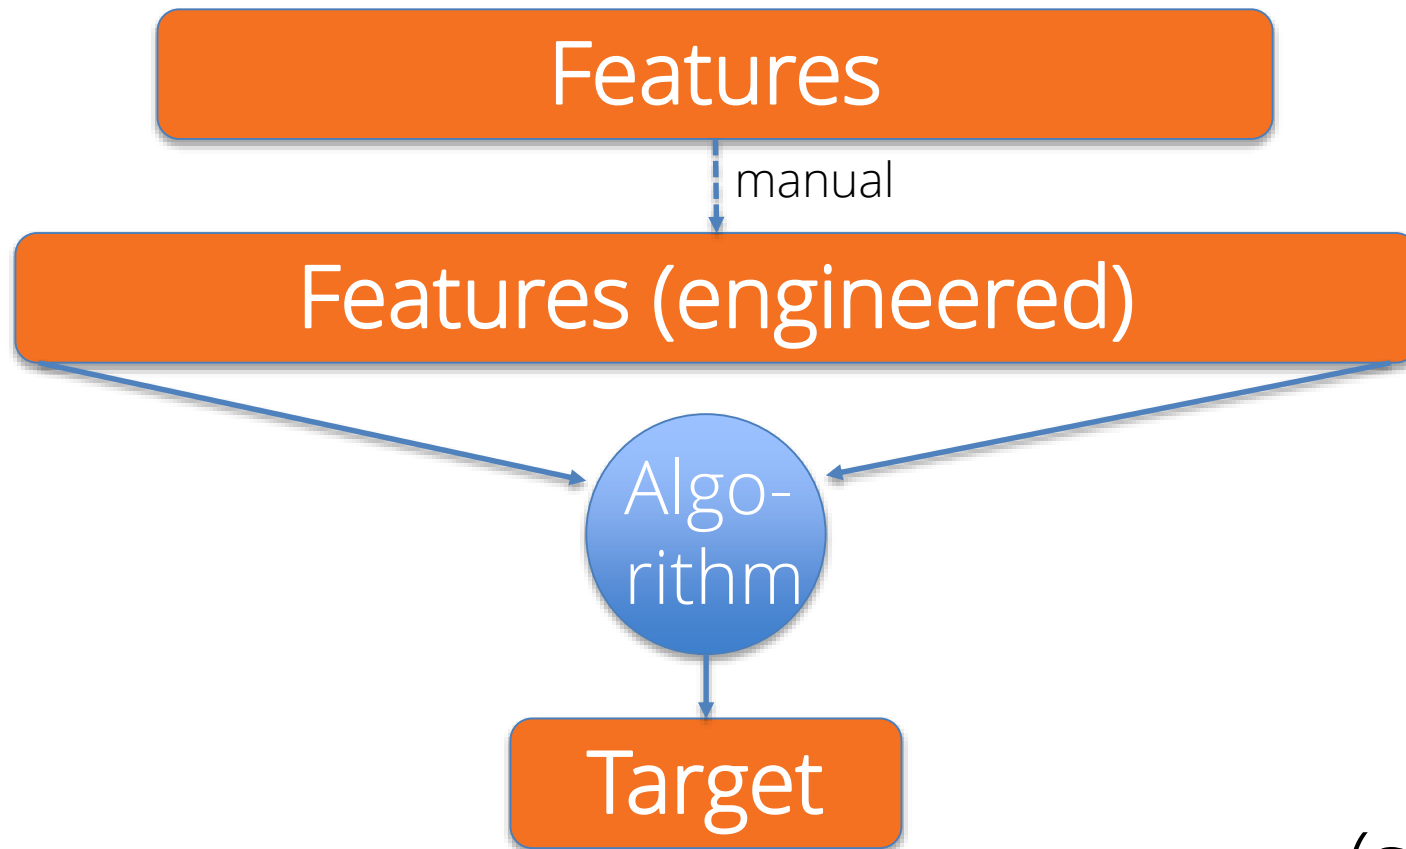 Features
manual
Features (engineered)
Algo-
rithm
Target